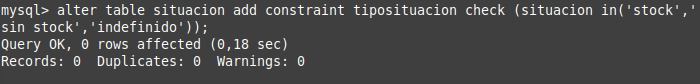 mysql> alter table situacion add constraint tiposituacion check (situacion in('stock','
sin stock','indefinido'));
Query OK, 0 rows affected (0,18 sec)
Records: 0  Duplicates: 0  Warnings: 0